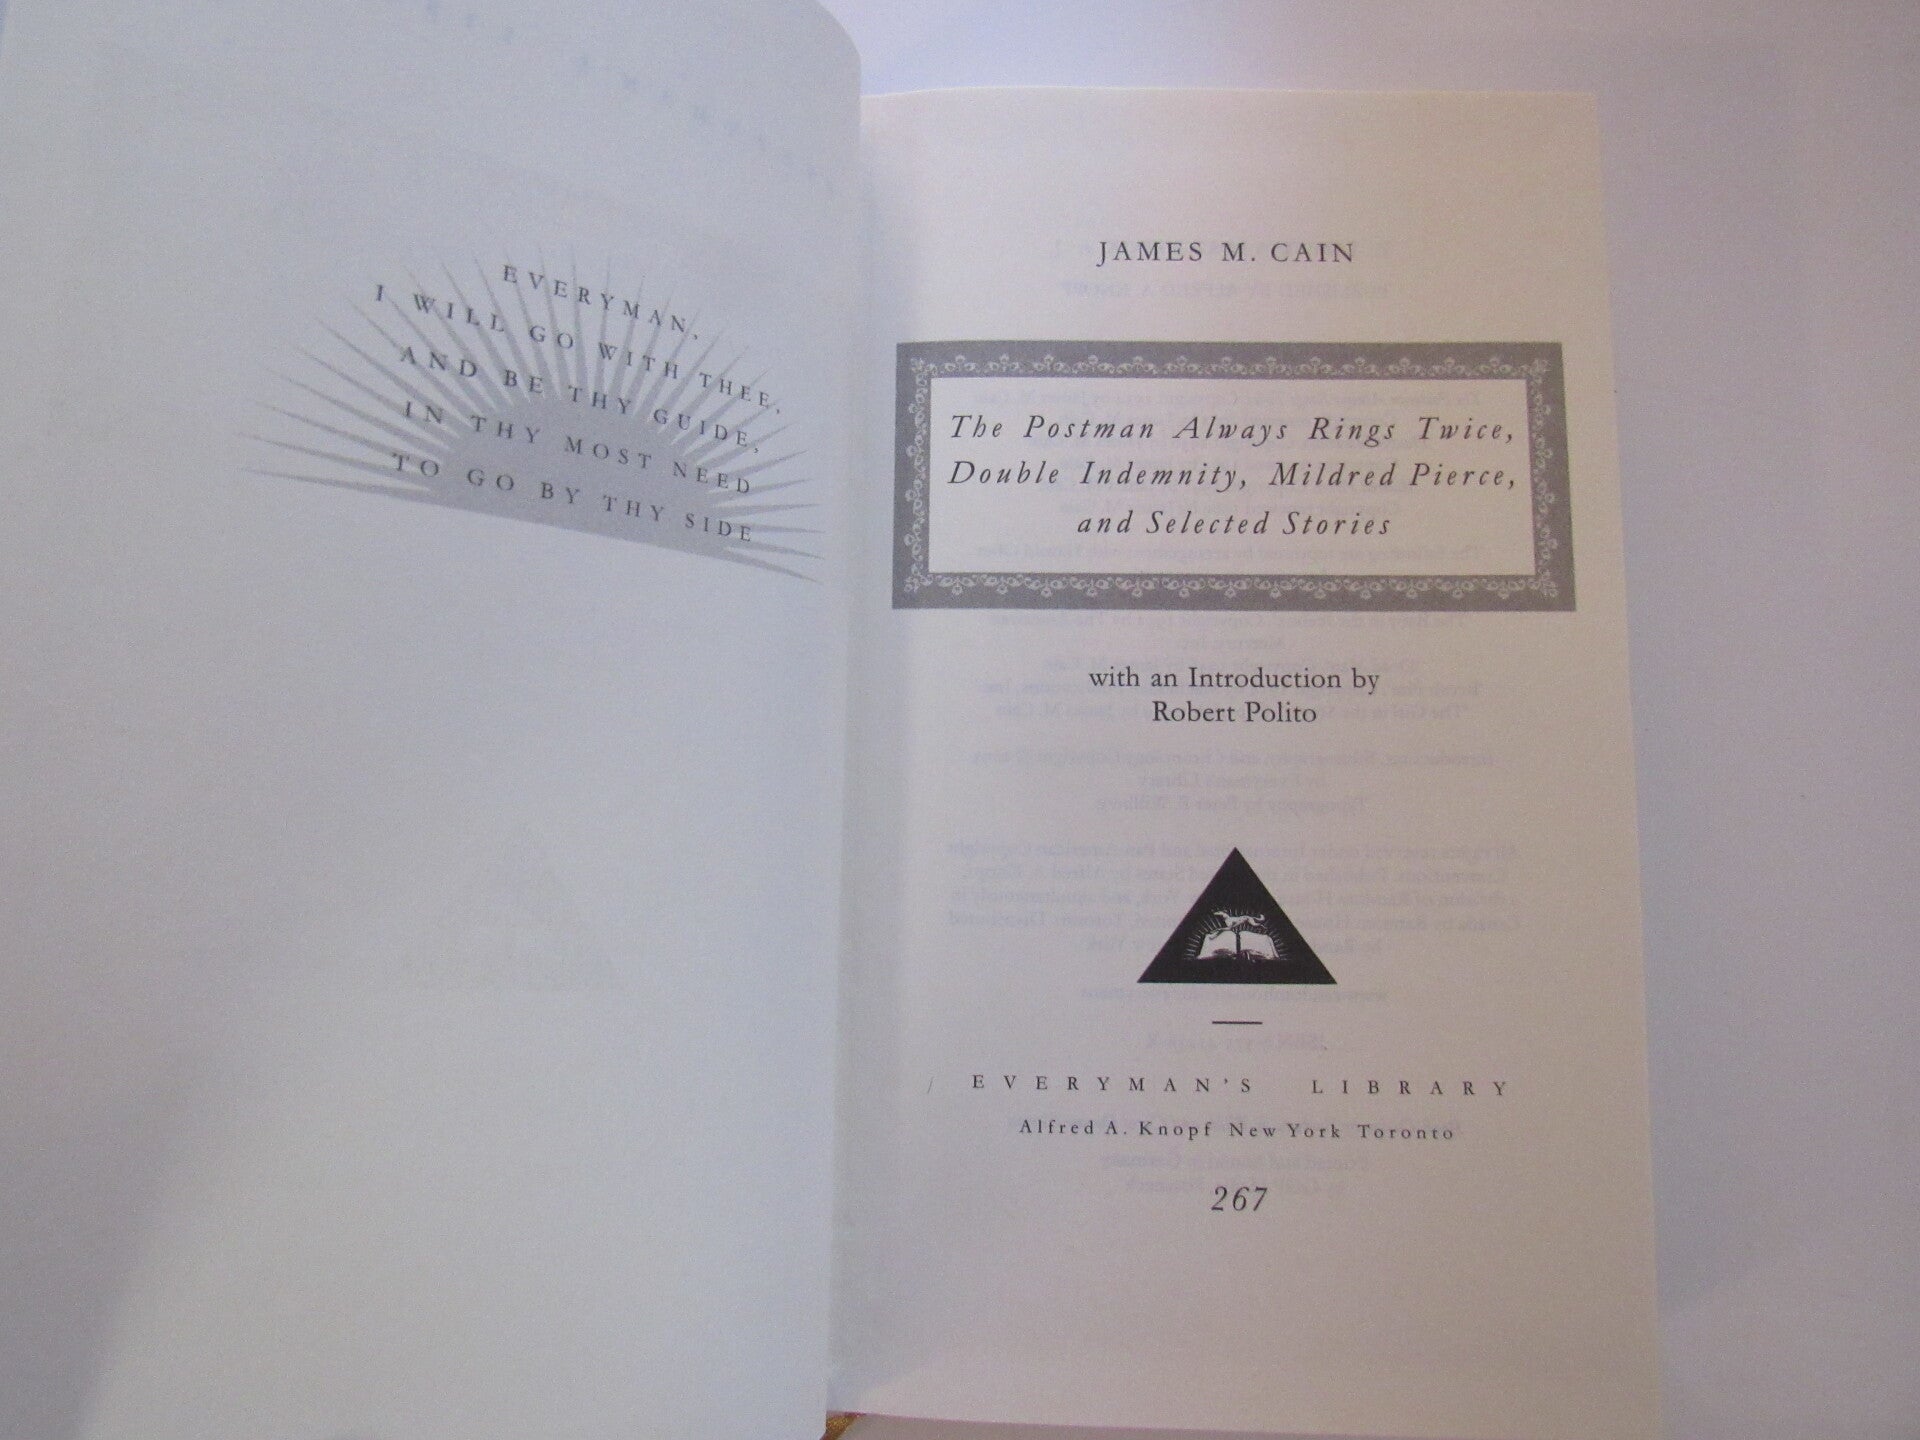 EVERYMAN,
I WILL GO WITH THEE,
AND BE THY GUIDE,
IN THY MOST NEED
TO GO BY THY SIDE
JAMES M. CAIN
The Postman Always Rings Twice,
Double Indemnity, Mildred Pierce,
and Selected Stories
with an Introduction by
Robert Polito
EVERYMAN'S LIBRARY
Alfred A. Knopf New York Toronto
267